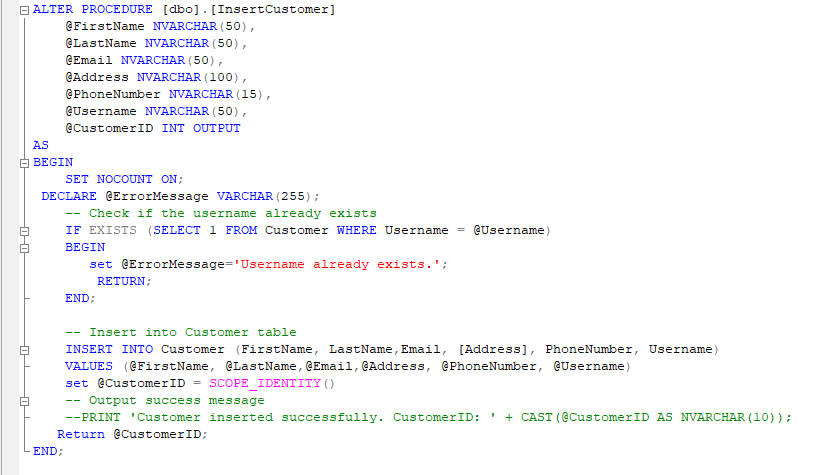 ALTER PROCEDURE [dbo].[InsertCustomer]
@FirstName NVARCHAR(50),
@LastName NVARCHAR(50),
@Email NVARCHAR(50),
@Address NVARCHAR(100),
@PhoneNumber NVARCHAR(15),
@Username NVARCHAR(50),
@CustomerID INT OUTPUT
AS
BEGIN
SET NOCOUNT ON;
DECLARE @ErrorMessage VARCHAR(255);
-- Check if the username already exists
IF EXISTS (SELECT 1 FROM Customer WHERE Username = @Username)
BEGIN
set @ErrorMessage='Username already exists.';
RETURN;
END;
-- Insert into Customer table
INSERT INTO Customer (FirstName, LastName,Email, [Address], PhoneNumber, Username)
VALUES (@FirstName, @LastName,@Email,@Address, @PhoneNumber, @Username)
set @CustomerID = SCOPE_IDENTITY()
-- Output success message
--PRINT 'Customer inserted successfully. CustomerID: ' + CAST(@CustomerID AS NVARCHAR(10));
Return @CustomerID;
END;